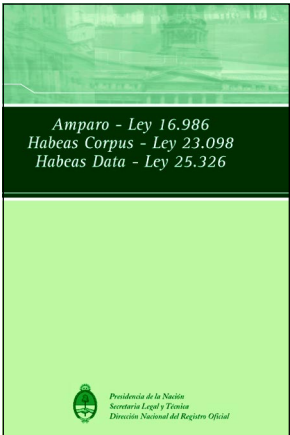 Amparo - Ley 16.986
Habeas Corpus - Ley 23.098
Habeas Data - Ley 25.326
Presidencia de la Nación
Secretaria Legal y Técnica
Dirección Nacional del Registro Oficial